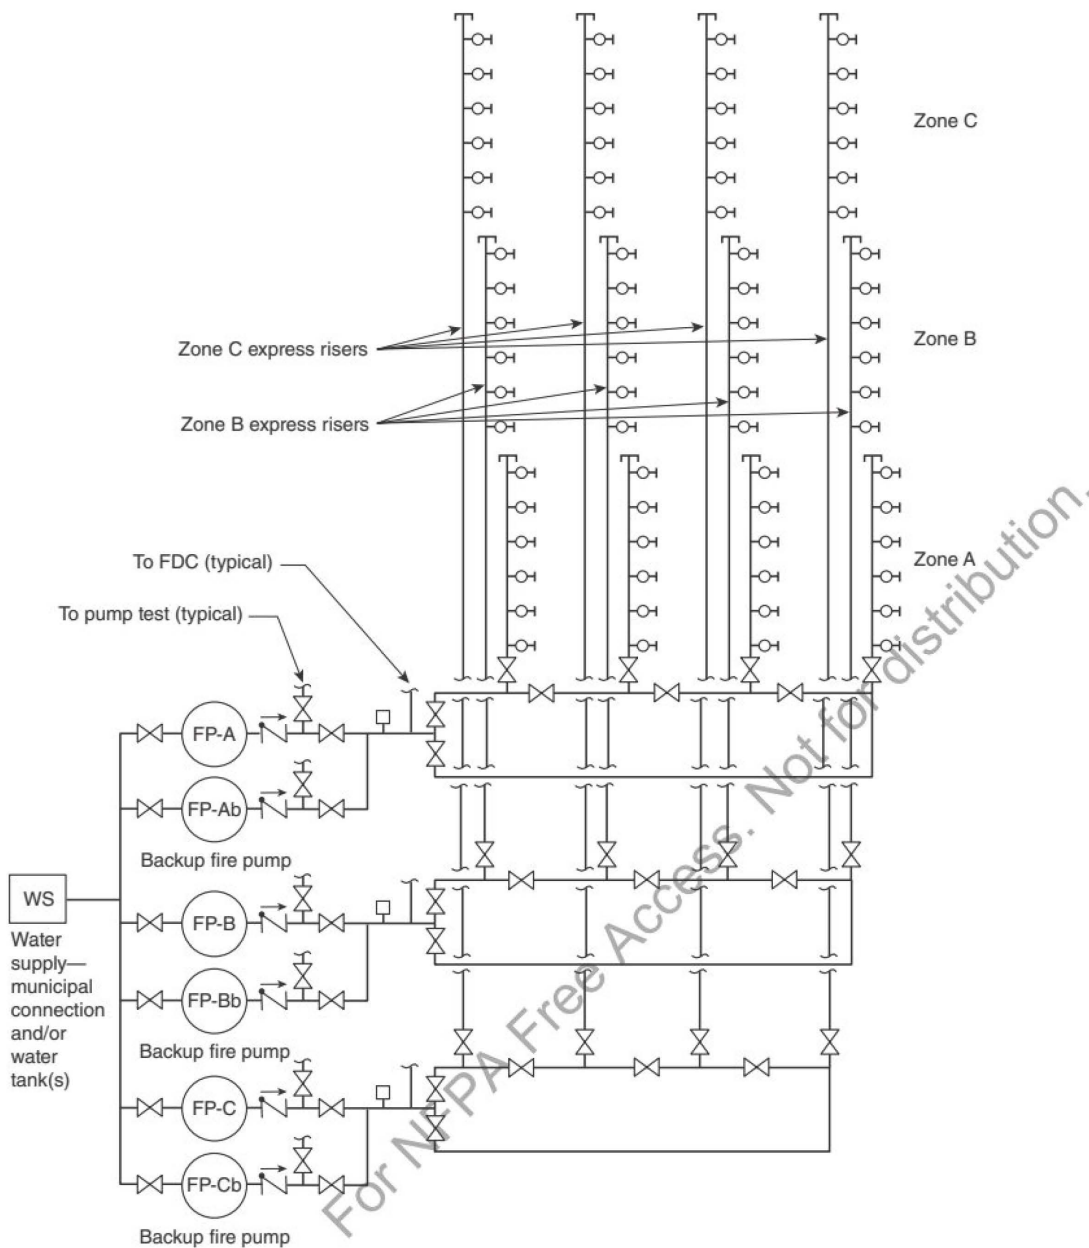 Zone C
Zone C express risers
Zone B
Zone B express risers
Zone A
To FDC (typical)
To pump test (typical)
FP-A
FP-Ab
Backup fire pump
WS
Water
supply—
municipal
connection
and/or
water
tank(s)
FP-B
FP-Bb
Backup fire pump
FP-C
FP-Cb
Backup fire pump
For NFPA Free Access. Not for distribution.